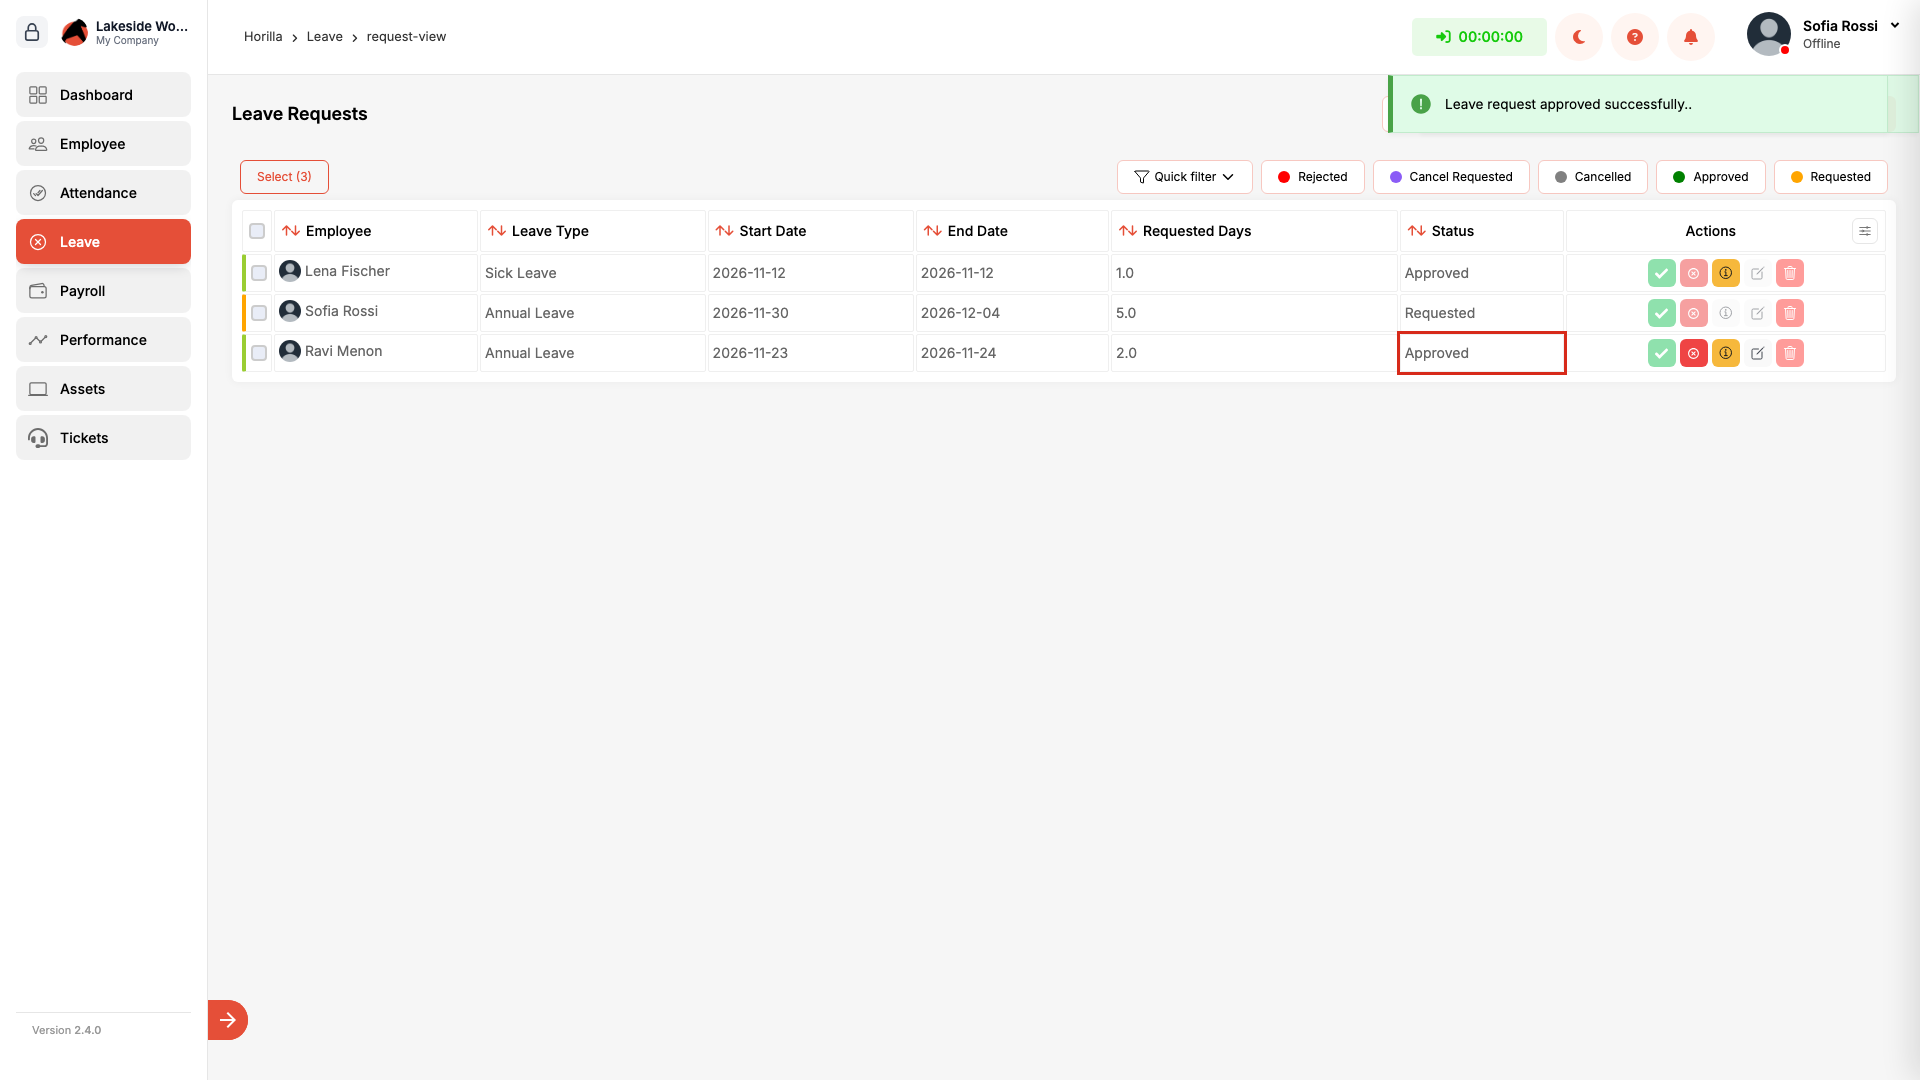 Lakeside Wo...
My Company
Dashboard
Employee
Attendance
Leave
Payroll
Performance
Assets
Tickets
Version 2.4.0
Horilla > Leave > request-view
00:00:00
Sofia Rossi
Offline
Leave request approved successfully..
Leave Requests
Select (3)
Quick filter
Rejected
Cancel Requested
Cancelled
Approved
Requested
Employee Leave Type Start Date End Date Requested Days Status Actions
Lena Fischer Sick Leave 2026-11-12 2026-11-12 1.0 Approved
Sofia Rossi Annual Leave 2026-11-30 2026-12-04 5.0 Requested
Ravi Menon Annual Leave 2026-11-23 2026-11-24 2.0 Approved